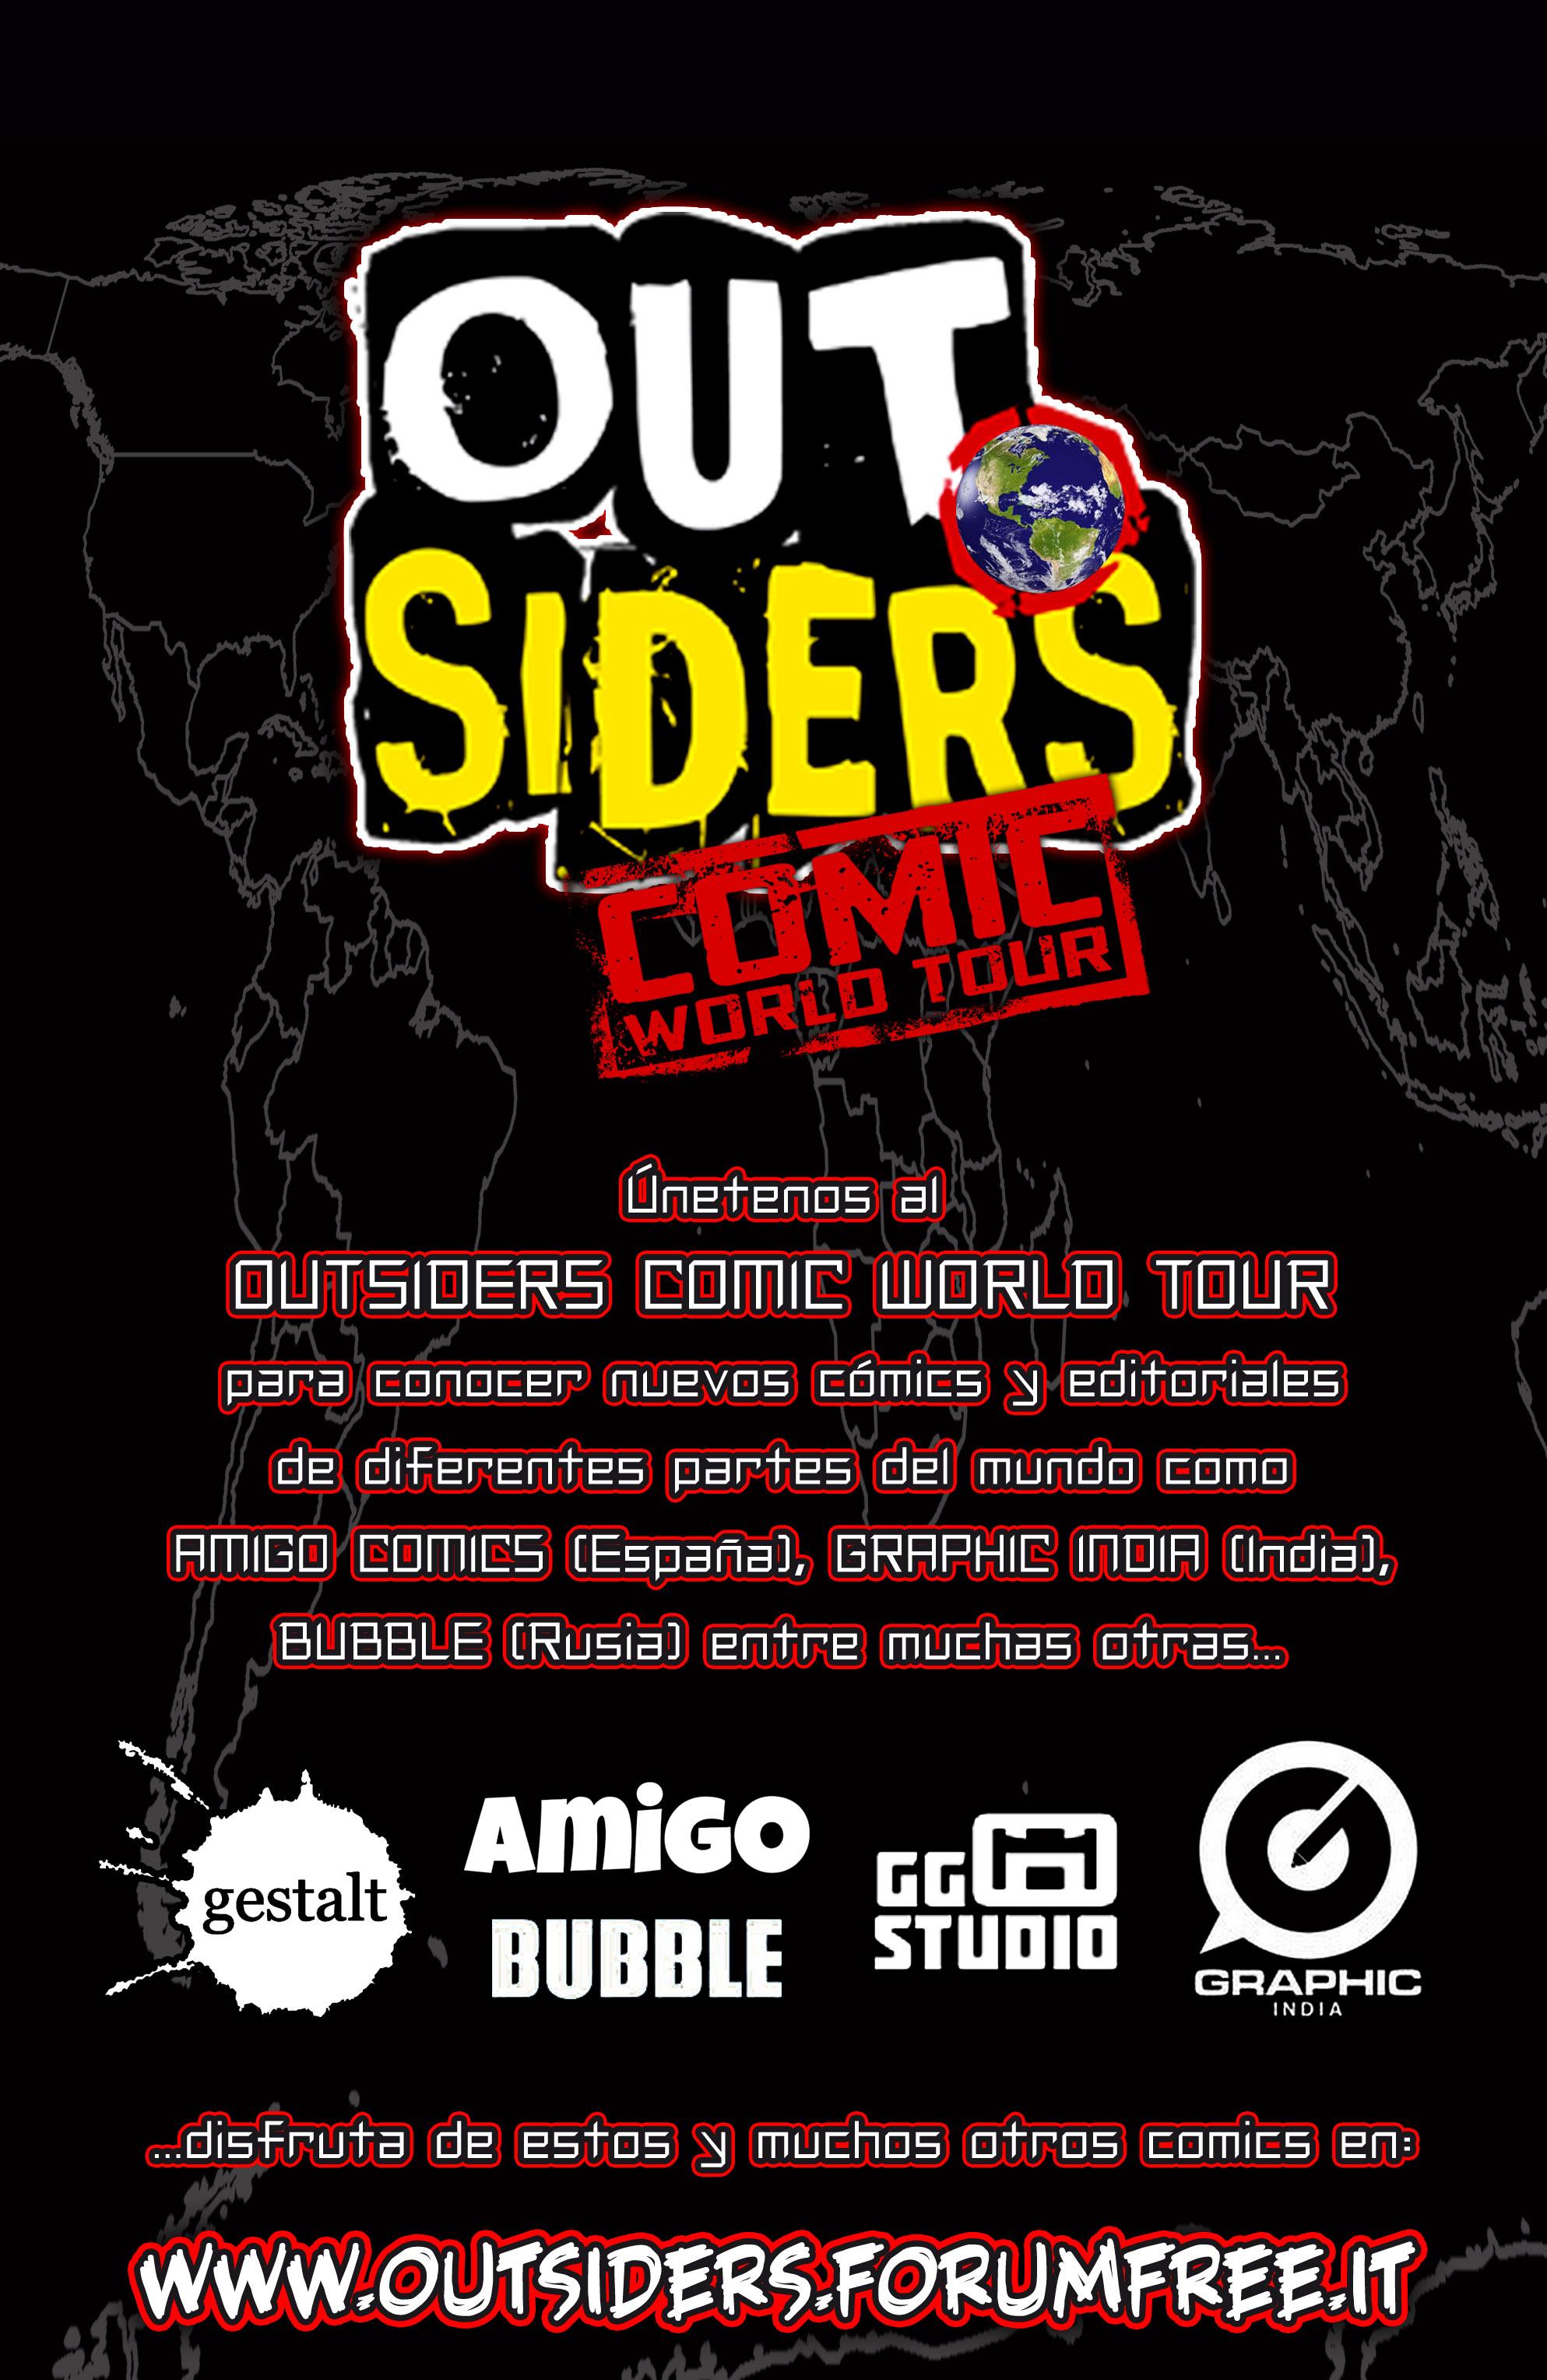 OUT
SIDERS
COMIC
WORLD TOUR
Únetenos al
OUTSIDERS COMIC WORLD TOUR
para conocer nuevos cómics y editoriales
de diferentes partes del mundo como
AMIGO COMICS (España), GRAPHIC INDIA (India),
BUBBLE (Rusia) entre muchas otras...
gestalt
AMiGO
BUBBLE
GG
STUDIO
GRAPHIC
INDIA
...disfruta de estos y muchos otros comics en:
WWW.OUTSIDERS.FORUMFREE.IT